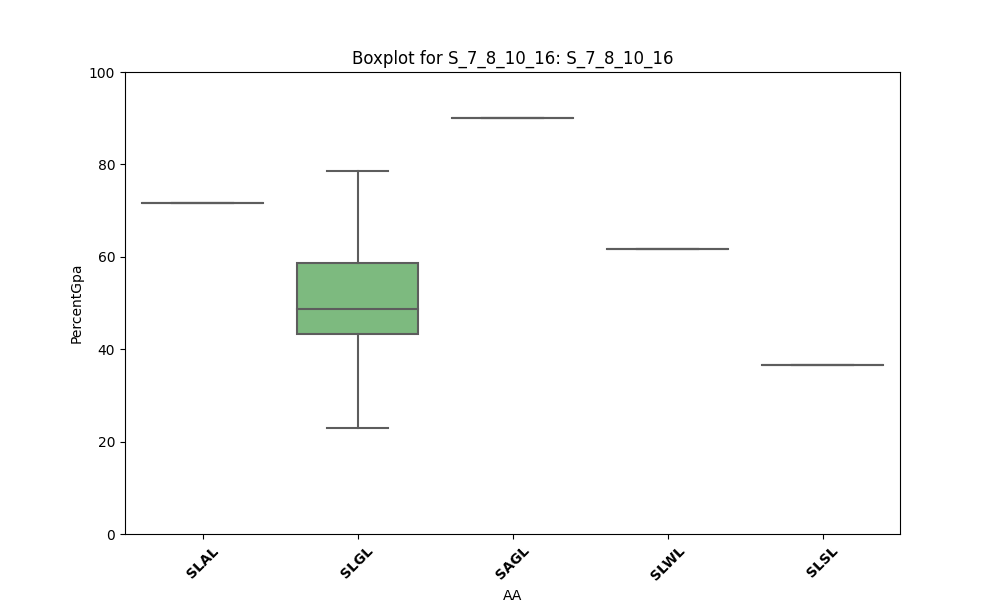 Boxplot for S_7_8_10_16: S_7_8_10_16
100
80
60
40
20
0
PercentGpa
SLAL
SLGL
SAGL
SLWL
SLSL
AA